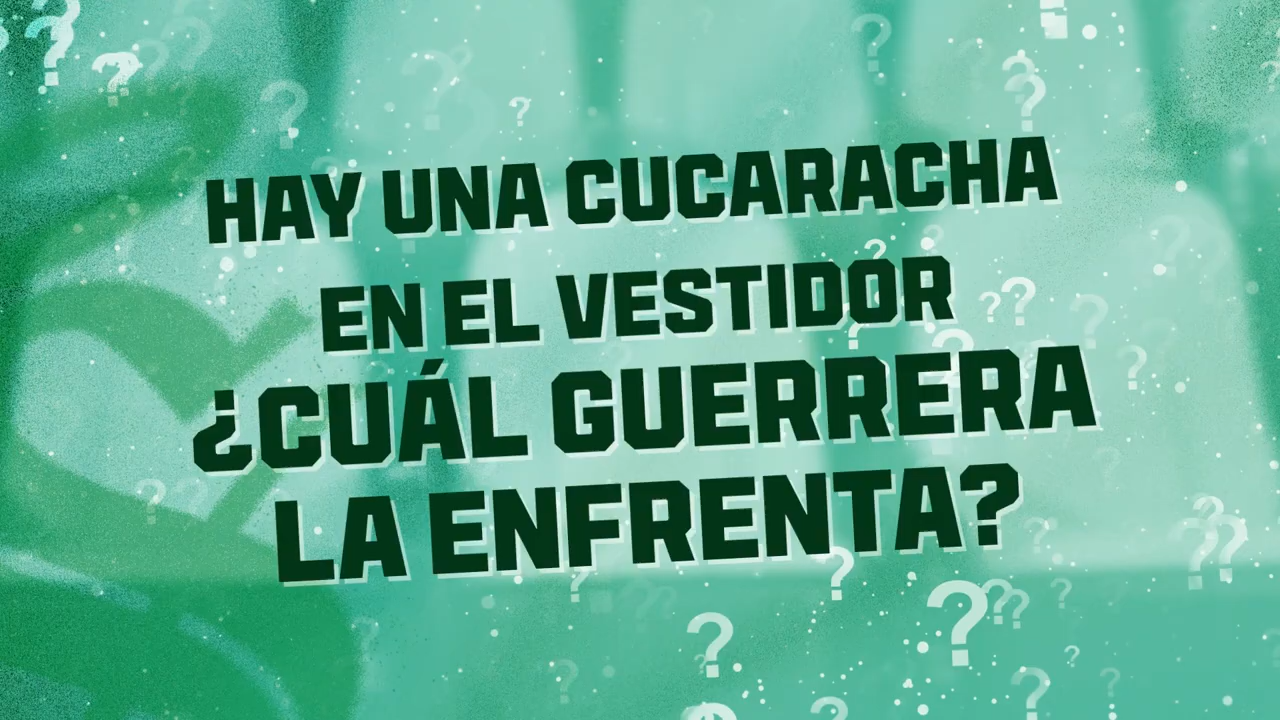 HAY UNA CUCARACHA
EN EL VESTIDOR
¿CUÁL GUERRERA
LA ENFRENTA?